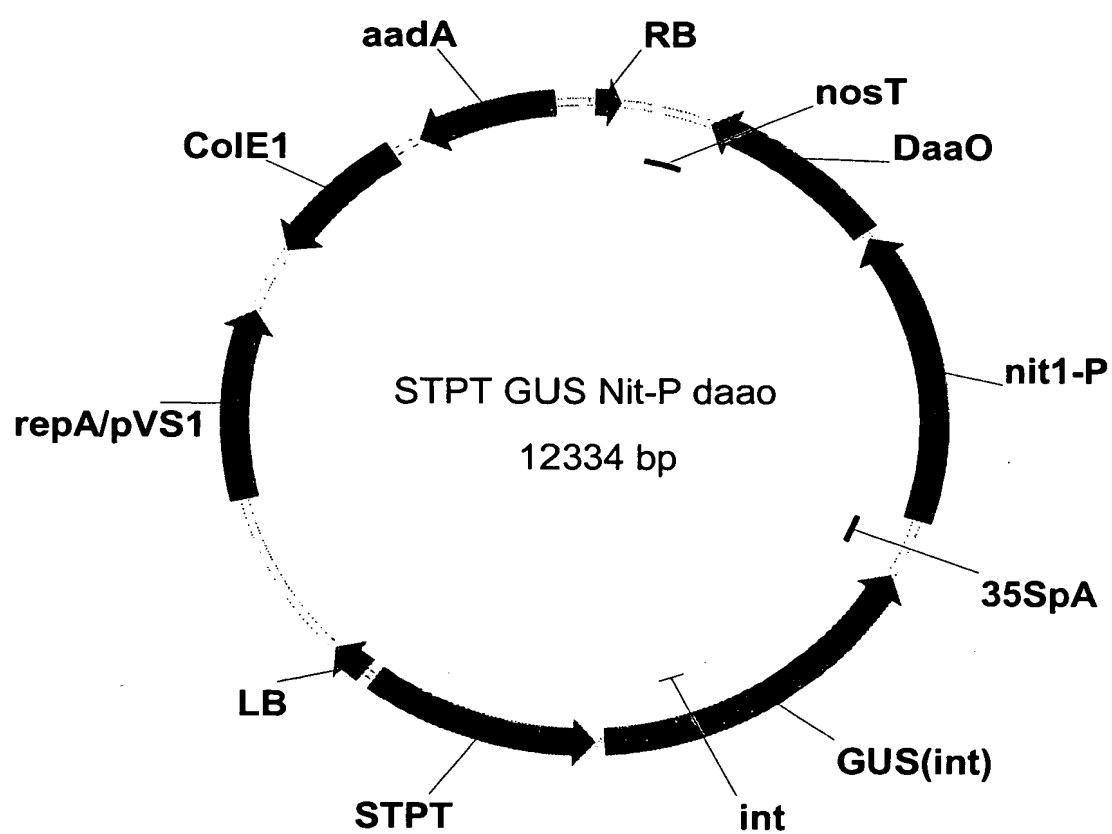 aadA
RB
nosT
ColE1
DaaO
nit1-P
STPT GUS Nit-P daao
repA/pVS1
12334 bp
35SpA
LB
GUS(int)
STPT
int